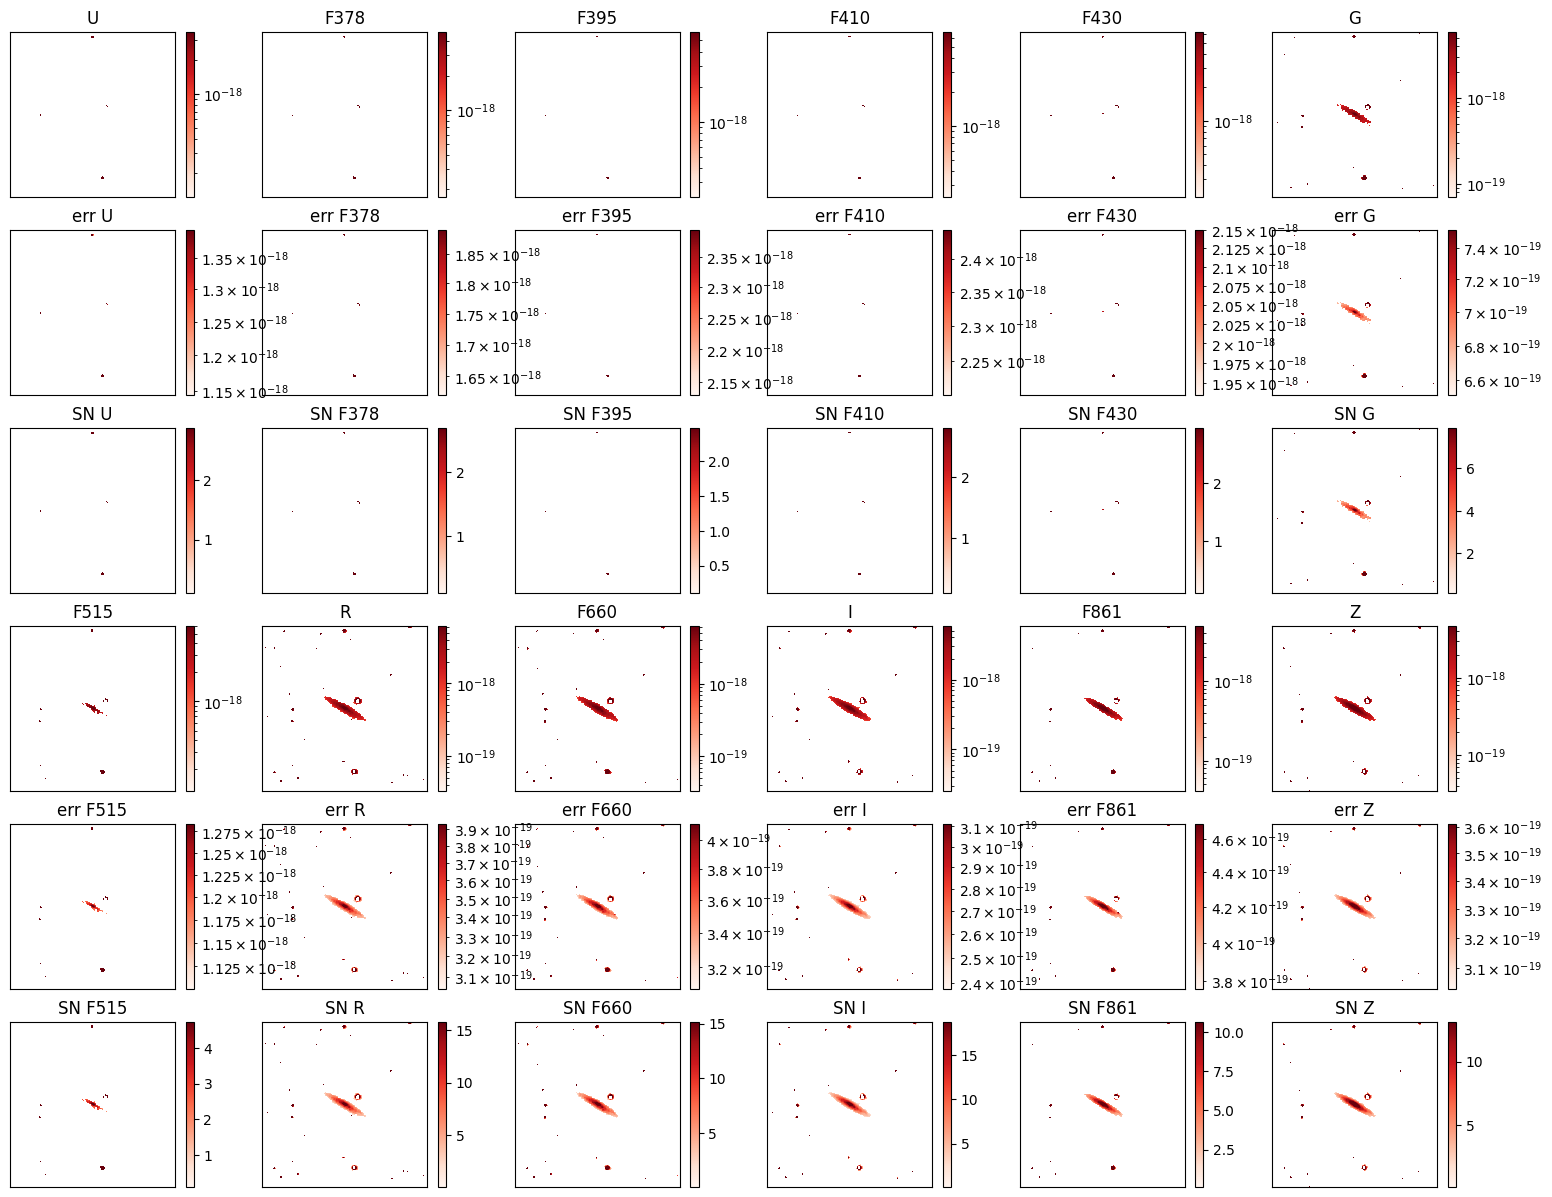 U F378 F395 F410 F430 G
10⁻¹⁸ 10⁻¹⁸ 10⁻¹⁸ 10⁻¹⁸ 10⁻¹⁸ 10⁻¹⁸
10⁻¹⁹
err U err F378 err F395 err F410 err F430 err G
1.35 × 10⁻¹⁸ 1.85 × 10⁻¹⁸ 2.35 × 10⁻¹⁸ 2.4 × 10⁻¹⁸ 2.15 × 10⁻¹⁸ 7.4 × 10⁻¹⁹
1.3 × 10⁻¹⁸ 1.8 × 10⁻¹⁸ 2.3 × 10⁻¹⁸ 2.35 × 10⁻¹⁸ 2.125 × 10⁻¹⁸ 7.2 × 10⁻¹⁹
1.25 × 10⁻¹⁸ 1.75 × 10⁻¹⁸ 2.25 × 10⁻¹⁸ 2.3 × 10⁻¹⁸ 2.1 × 10⁻¹⁸ 7 × 10⁻¹⁹
1.2 × 10⁻¹⁸ 1.7 × 10⁻¹⁸ 2.2 × 10⁻¹⁸ 2.25 × 10⁻¹⁸ 2.075 × 10⁻¹⁸ 6.8 × 10⁻¹⁹
1.15 × 10⁻¹⁸ 1.65 × 10⁻¹⁸ 2.15 × 10⁻¹⁸ 2.05 × 10⁻¹⁸ 6.6 × 10⁻¹⁹
2.025 × 10⁻¹⁸
2 × 10⁻¹⁸
1.975 × 10⁻¹⁸
1.95 × 10⁻¹⁸
SN U SN F378 SN F395 SN F410 SN F430 SN G
2 2 2.0 2 2 6
1 1 1.5 1 1 4
1.0 2
0.5
F515 R F660 I F861 Z
10⁻¹⁸ 10⁻¹⁸ 10⁻¹⁸ 10⁻¹⁸ 10⁻¹⁸ 10⁻¹⁸
10⁻¹⁹ 10⁻¹⁹ 10⁻¹⁹ 10⁻¹⁹ 10⁻¹⁹
err F515 err R err F660 err I err F861 err Z
1.275 × 10⁻¹⁸ 3.9 × 10⁻¹⁹ 4 × 10⁻¹⁹ 3.1 × 10⁻¹⁹ 4.6 × 10⁻¹⁹ 3.6 × 10⁻¹⁹
1.25 × 10⁻¹⁸ 3.8 × 10⁻¹⁹ 3.8 × 10⁻¹⁹ 3 × 10⁻¹⁹ 4.4 × 10⁻¹⁹ 3.5 × 10⁻¹⁹
1.225 × 10⁻¹⁸ 3.7 × 10⁻¹⁹ 3.6 × 10⁻¹⁹ 2.9 × 10⁻¹⁹ 4.2 × 10⁻¹⁹ 3.4 × 10⁻¹⁹
1.2 × 10⁻¹⁸ 3.6 × 10⁻¹⁹ 3.4 × 10⁻¹⁹ 2.8 × 10⁻¹⁹ 4 × 10⁻¹⁹ 3.3 × 10⁻¹⁹
1.175 × 10⁻¹⁸ 3.5 × 10⁻¹⁹ 3.2 × 10⁻¹⁹ 2.7 × 10⁻¹⁹ 3.8 × 10⁻¹⁹ 3.2 × 10⁻¹⁹
1.15 × 10⁻¹⁸ 3.4 × 10⁻¹⁹ 2.6 × 10⁻¹⁹ 3.1 × 10⁻¹⁹
1.125 × 10⁻¹⁸ 3.3 × 10⁻¹⁹ 2.5 × 10⁻¹⁹
3.2 × 10⁻¹⁹ 2.4 × 10⁻¹⁹
3.1 × 10⁻¹⁹
SN F515 SN R SN F660 SN I SN F861 SN Z
4 15 15 15 10.0 10
3 10 10 10 7.5 5
2 5 5 5 5.0
1 2.5